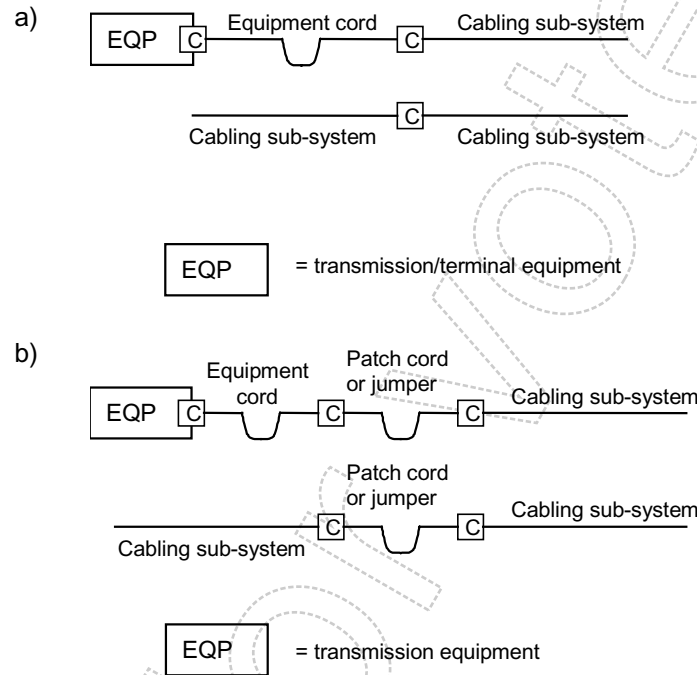 a)
EQP C Equipment cord C Cabling sub-system
Cabling sub-system C Cabling sub-system
EQP = transmission/terminal equipment
b)
Equipment
cord
Patch cord
or jumper
EQP C C C Cabling sub-system
Patch cord
or jumper
Cabling sub-system C C Cabling sub-system
EQP = transmission equipment